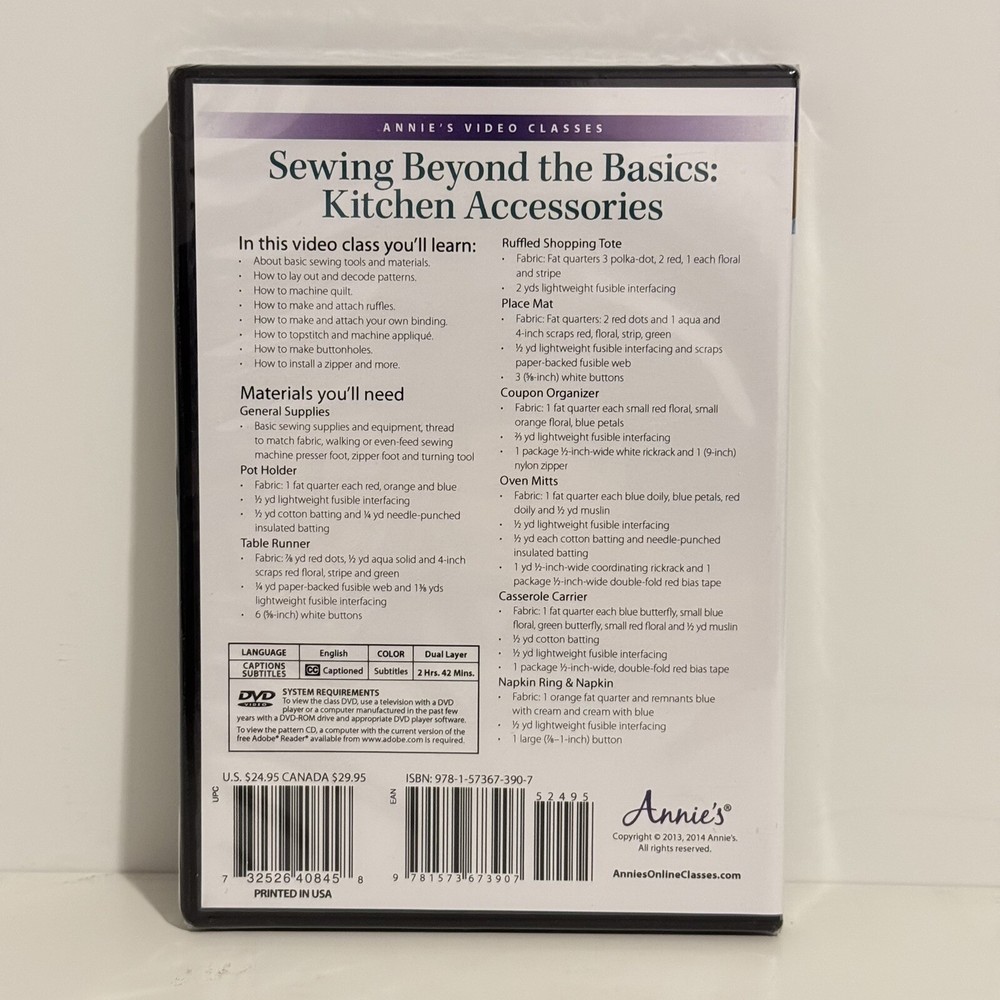 ANNIE'S VIDEO CLASSES
Sewing Beyond the Basics:
Kitchen Accessories
In this video class you'll learn:
• About basic sewing tools and materials.
• How to lay out and decode patterns.
• How to machine quilt.
• How to make and attach ruffles.
• How to make and attach your own binding.
• How to topstitch and machine appliqué.
• How to make buttonholes.
• How to install a zipper and more.
Materials you'll need
General Supplies
• Basic sewing supplies and equipment, thread
to match fabric, walking or even-feed sewing
machine presser foot, zipper foot and turning tool
Pot Holder
• Fabric: 1 fat quarter each red, orange and blue
• ½ yd lightweight fusible interfacing
• ½ yd cotton batting and ¼ yd needle-punched
insulated batting
Table Runner
• Fabric: ⅞ yd red dots, ½ yd aqua solid and 4-inch
scraps red floral, stripe and green
• ¼ yd paper-backed fusible web and 1⅜ yds
lightweight fusible interfacing
• 6 (⅝-inch) white buttons
Ruffled Shopping Tote
• Fabric: Fat quarters 3 polka-dot, 2 red, 1 each floral
and stripe
• 2 yds lightweight fusible interfacing
Place Mat
• Fabric: Fat quarters: 2 red dots and 1 aqua and
4-inch scraps red, floral, strip, green
• ½ yd lightweight fusible interfacing and scraps
paper-backed fusible web
• 3 (⅝-inch) white buttons
Coupon Organizer
• Fabric: 1 fat quarter each small red floral, small
orange floral, blue petals
• ⅔ yd lightweight fusible interfacing
• 1 package ½-inch-wide white rickrack and 1 (9-inch)
nylon zipper
Oven Mitts
• Fabric: 1 fat quarter each blue doily, blue petals, red
doily and ½ yd muslin
• ½ yd lightweight fusible interfacing
• ½ yd each cotton batting and needle-punched
insulated batting
• 1 yd ½-inch-wide coordinating rickrack and 1
package ½-inch-wide double-fold red bias tape
Casserole Carrier
• Fabric: 1 fat quarter each blue butterfly, small blue
floral, green butterfly, small red floral and ½ yd muslin
• ½ yd cotton batting
• ½ yd lightweight fusible interfacing
• 1 package ½-inch-wide, double-fold red bias tape
Napkin Ring & Napkin
• Fabric: 1 orange fat quarter and remnants blue
with cream and cream with blue
• ½ yd lightweight fusible interfacing
• 1 large (⅞–1-inch) button
LANGUAGE English COLOR Dual Layer
CAPTIONS SUBTITLES CC Captioned Subtitles 2 Hrs. 42 Mins.
DVD VIDEO
SYSTEM REQUIREMENTS
To view the class DVD, use a television with a DVD
player or a computer manufactured in the past few
years with a DVD-ROM drive and appropriate DVD player software.
To view the pattern CD, a computer with the current version of the
free Adobe® Reader® available from www.adobe.com is required.
U.S. $24.95 CANADA $29.95
UPC
7 32526 40845 8
PRINTED IN USA
ISBN: 978-1-57367-390-7
EAN
52495
9 781573 673907
Annie's®
Copyright © 2013, 2014 Annie's.
All rights reserved.
AnniesOnlineClasses.com